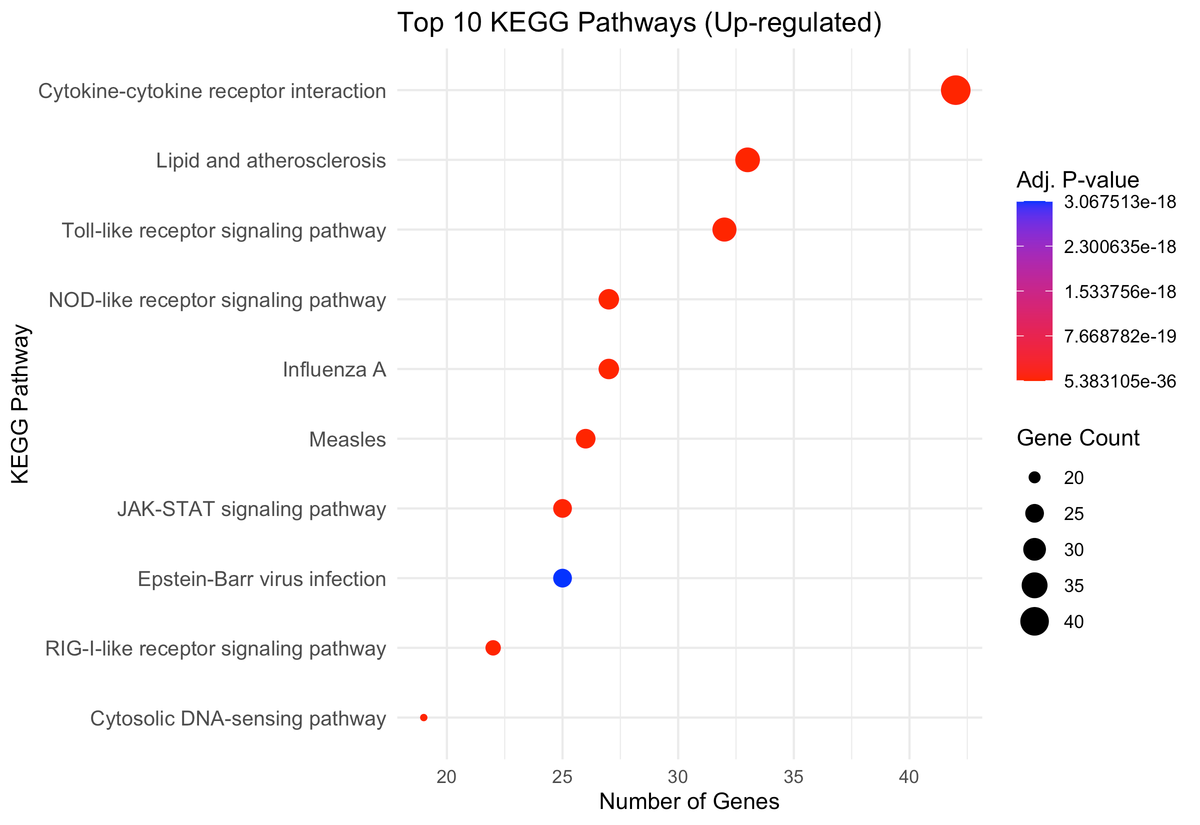 Top 10 KEGG Pathways (Up-regulated)
KEGG Pathway
Cytokine-cytokine receptor interaction
Lipid and atherosclerosis
Toll-like receptor signaling pathway
NOD-like receptor signaling pathway
Influenza A
Measles
JAK-STAT signaling pathway
Epstein-Barr virus infection
RIG-I-like receptor signaling pathway
Cytosolic DNA-sensing pathway
20 25 30 35 40
Number of Genes
Adj. P-value
3.067513e-18
2.300635e-18
1.533756e-18
7.668782e-19
5.383105e-36
Gene Count
20
25
30
35
40